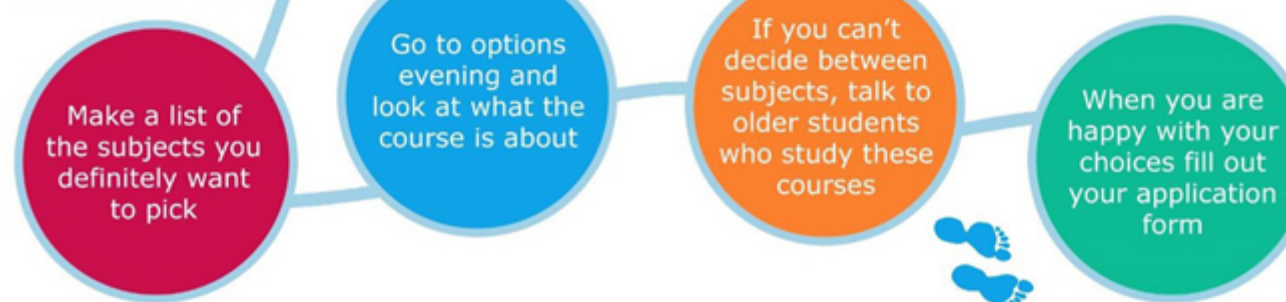 Make a list of
the subjects you
definitely want
to pick
Go to options
evening and
look at what the
course is about
If you can't
decide between
subjects, talk to
older students
who study these
courses
When you are
happy with your
choices fill out
your application
form